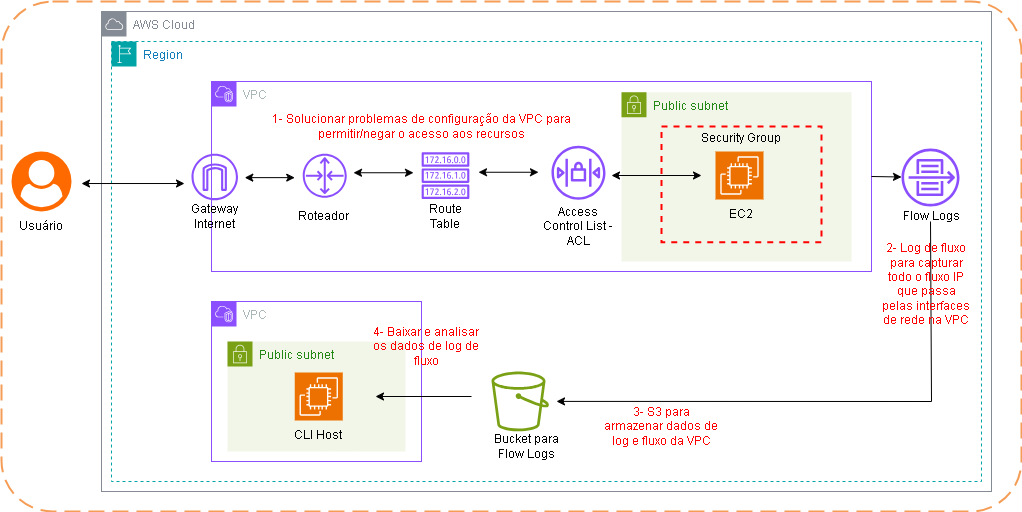 AWS Cloud
Region
VPC
1- Solucionar problemas de configuração da VPC para
permitir/negar o acesso aos recursos
Public subnet
Security Group
EC2
172.16.0.0
172.16.1.0
172.16.2.0
Usuário
Gateway
Internet
Roteador
Route
Table
Access
Control List -
ACL
Flow Logs
2- Log de fluxo
para capturar
todo o fluxo IP
que passa
pelas interfaces
de rede na VPC
VPC
Public subnet
CLI Host
4- Baixar e analisar
os dados de log de
fluxo
Bucket para
Flow Logs
3- S3 para
armazenar dados de
log e fluxo da VPC